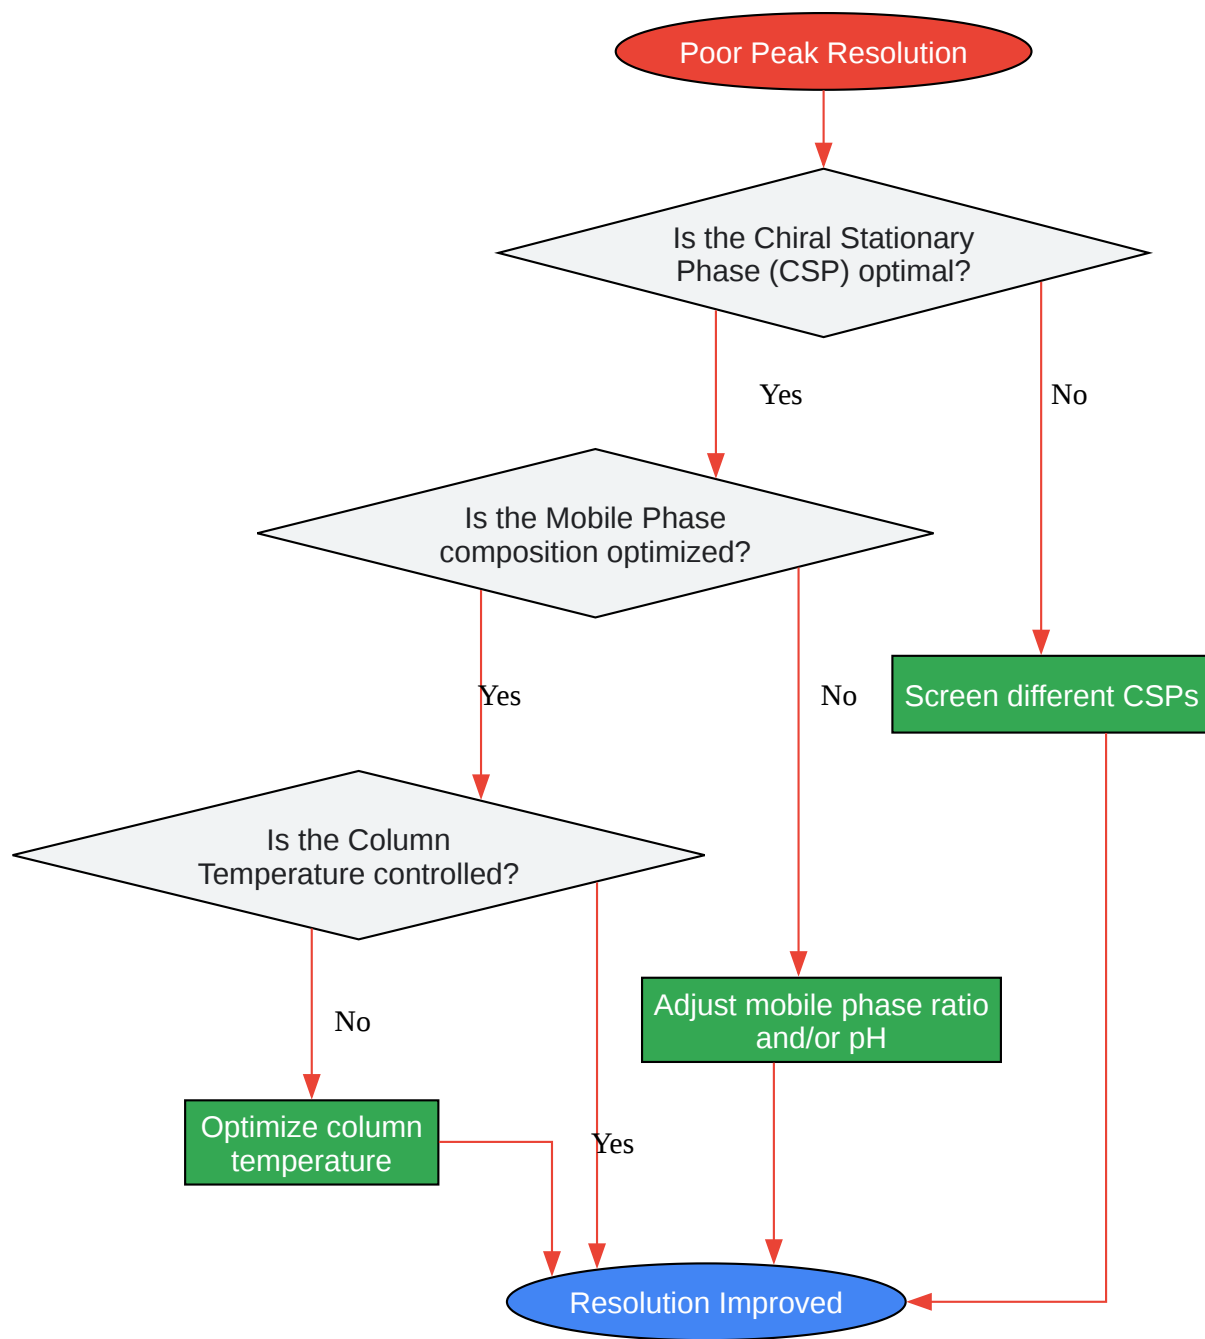 Poor Peak Resolution
Is the Chiral Stationary
Phase (CSP) optimal?
Yes
No
Is the Mobile Phase
composition optimized?
Yes
No
Screen different CSPs
Is the Column
Temperature controlled?
No
Adjust mobile phase ratio
and/or pH
Optimize column
temperature
Yes
Resolution Improved